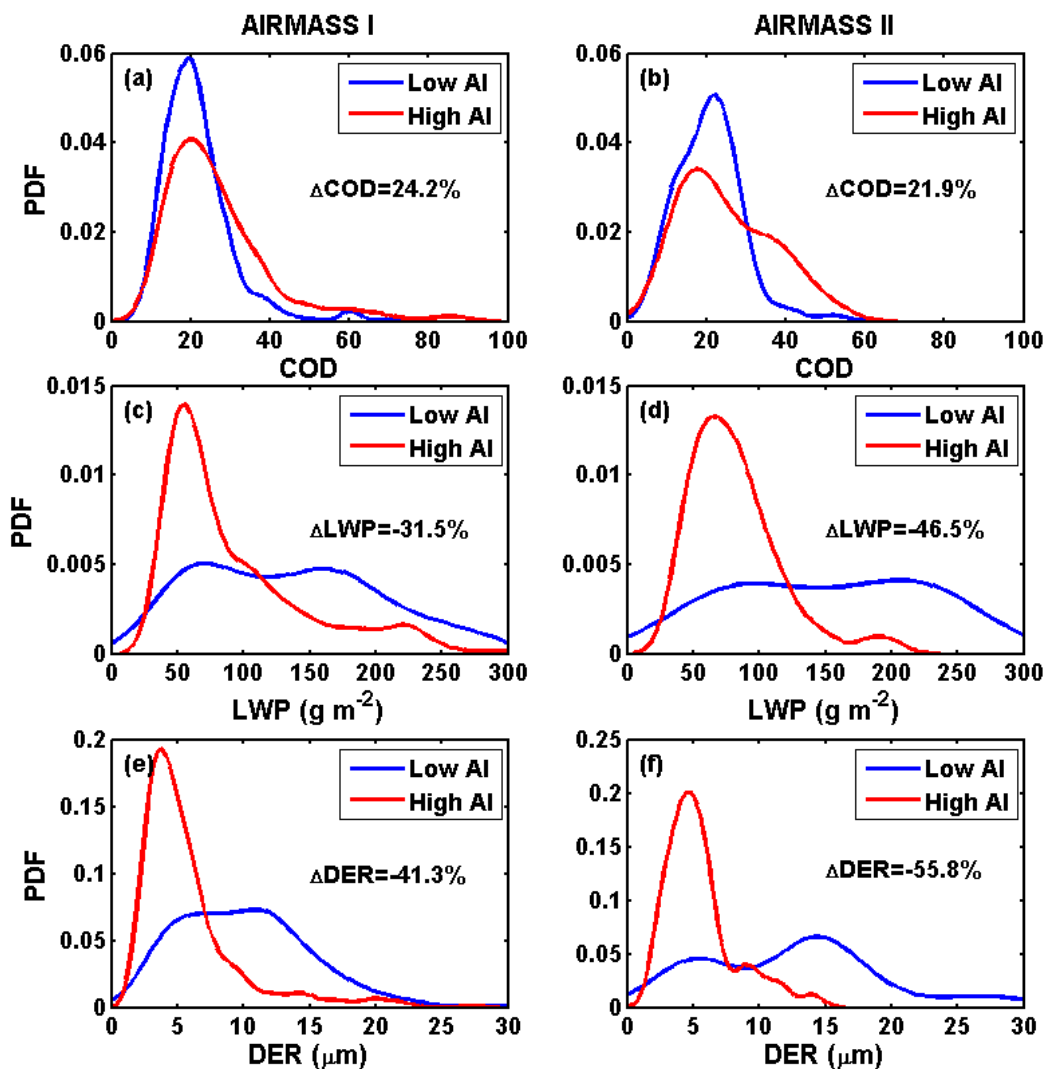 AIRMASS I
AIRMASS II
(a)
Low AI
High AI
ΔCOD=24.2%
PDF
0.06
0.04
0.02
0
0 20 40 60 80 100
COD
(b)
Low AI
High AI
ΔCOD=21.9%
0.06
0.04
0.02
0
0 20 40 60 80 100
COD
(c)
Low AI
High AI
ΔLWP=-31.5%
PDF
0.015
0.01
0.005
0
0 50 100 150 200 250 300
LWP (g m⁻²)
(d)
Low AI
High AI
ΔLWP=-46.5%
0.015
0.01
0.005
0
0 50 100 150 200 250 300
LWP (g m⁻²)
(e)
Low AI
High AI
ΔDER=-41.3%
PDF
0.2
0.15
0.1
0.05
0
0 5 10 15 20 25 30
DER (μm)
(f)
Low AI
High AI
ΔDER=-55.8%
0.25
0.2
0.15
0.1
0.05
0
0 5 10 15 20 25 30
DER (μm)